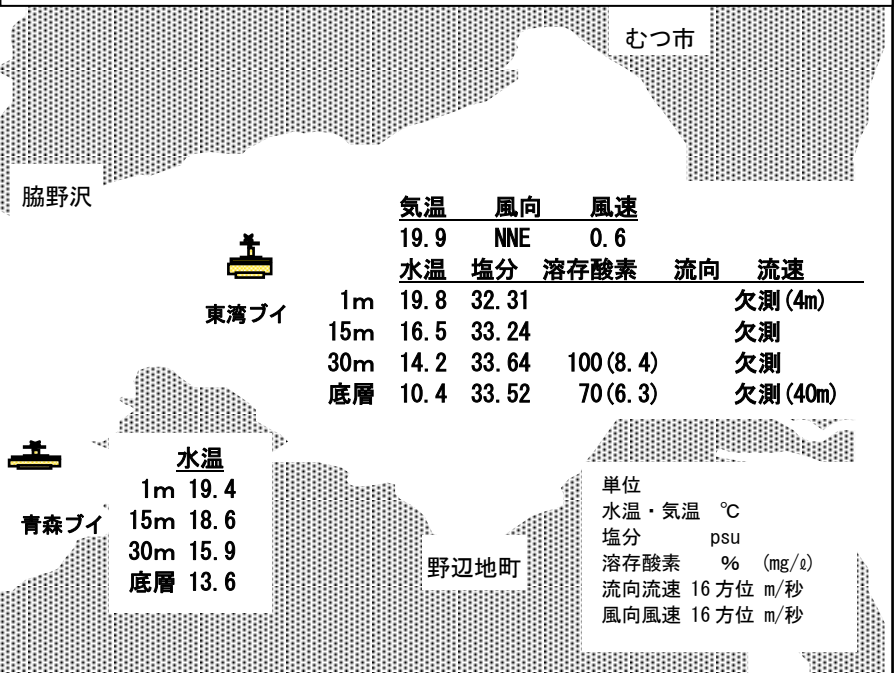 むつ市
脇野沢
気温 風向 風速
19.9 NNE 0.6
水温 塩分 溶存酸素 流向 流速
1m 19.8 32.31 欠測(4m)
15m 16.5 33.24 欠測
30m 14.2 33.64 100(8.4) 欠測
底層 10.4 33.52 70(6.3) 欠測(40m)
東湾ブイ
水温
1m 19.4
15m 18.6
30m 15.9
底層 13.6
青森ブイ
野辺地町
単位
水温・気温 ℃
塩分 psu
溶存酸素 % (mg/ℓ)
流向流速 16方位 m/秒
風向風速 16方位 m/秒